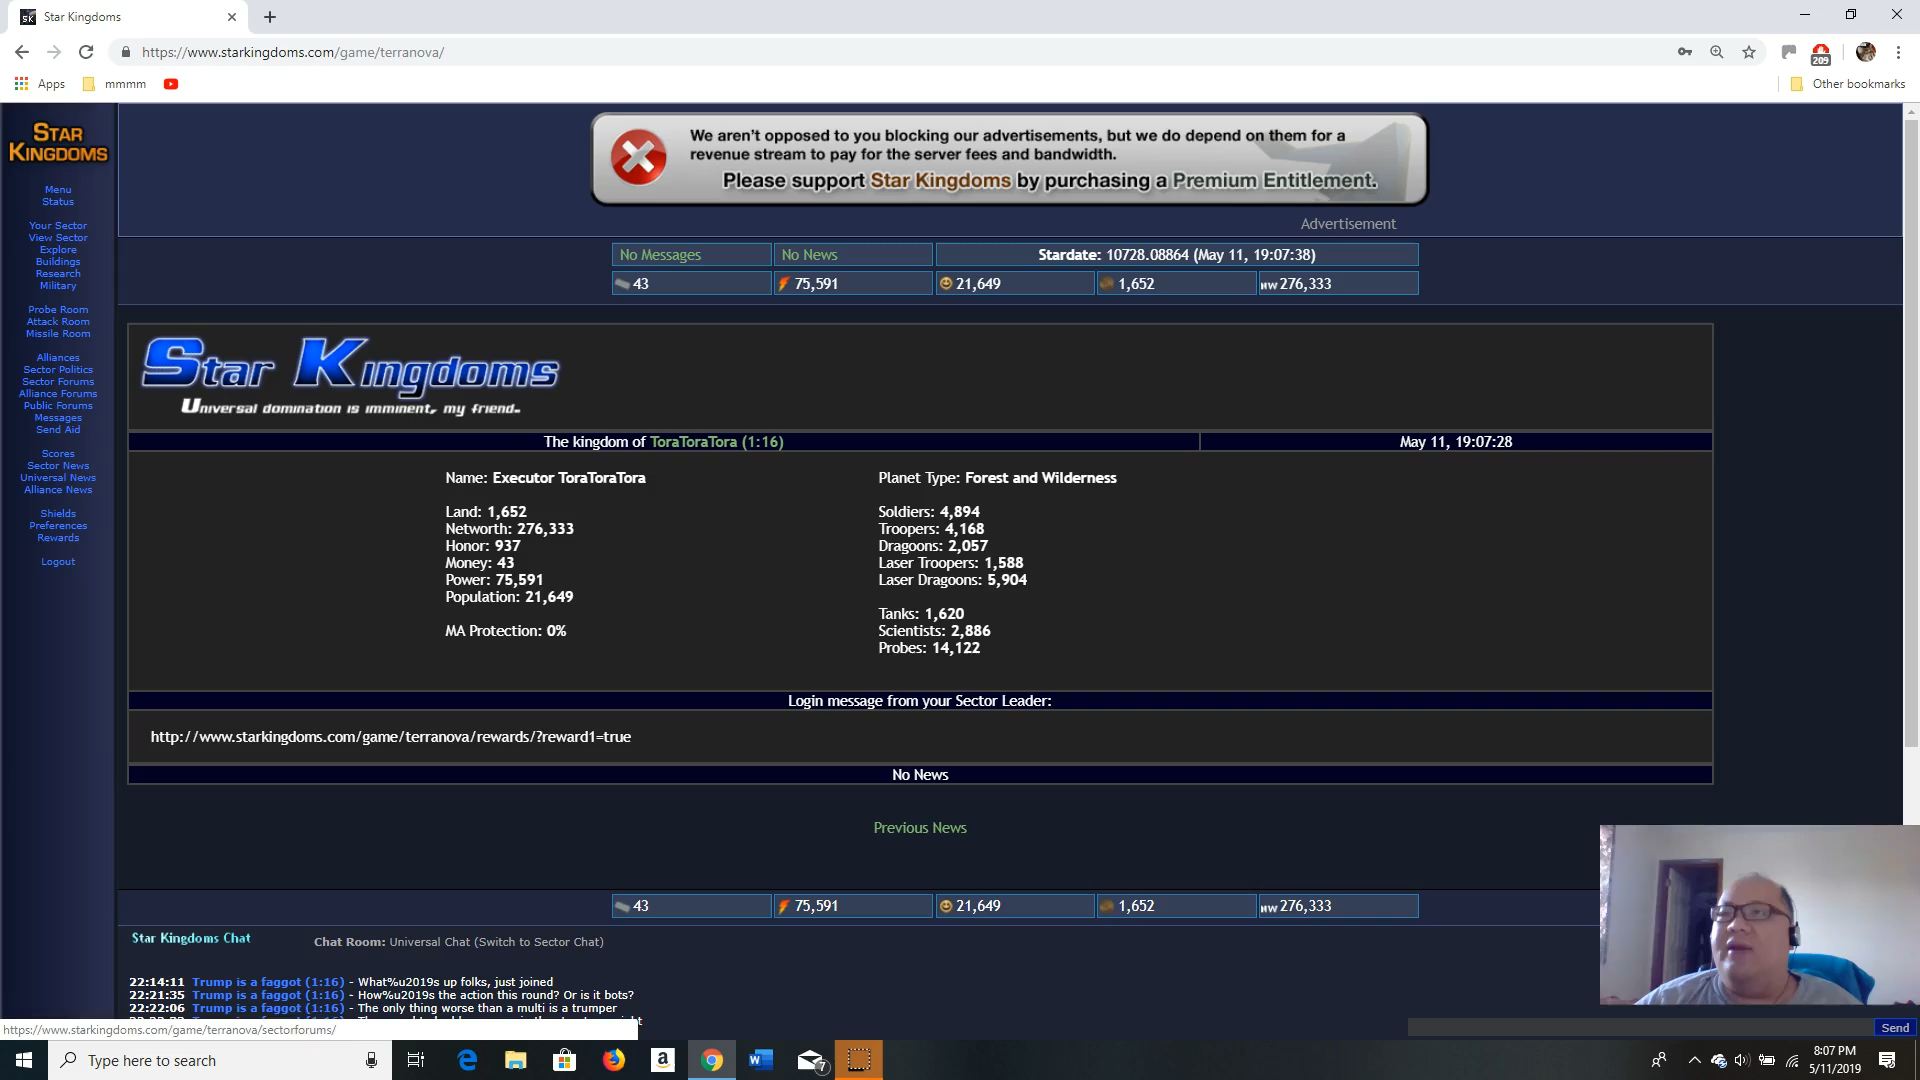 Star Kingdoms
https://www.starkingdoms.com/game/terranova/
209
Apps mmmm Other bookmarks
STAR
KINGDOMS
Menu
Status
Your Sector
View Sector
Explore
Buildings
Research
Military
Probe Room
Attack Room
Missile Room
Alliances
Sector Politics
Sector Forums
Alliance Forums
Public Forums
Messages
Send Aid
Scores
Sector News
Universal News
Alliance News
Shields
Preferences
Rewards
Logout
We aren't opposed to you blocking our advertisements, but we do depend on them for a
revenue stream to pay for the server fees and bandwidth.
Please support Star Kingdoms by purchasing a Premium Entitlement.
Advertisement
No Messages No News Stardate: 10728.08864 (May 11, 19:07:38)
43 75,591 21,649 1,652 NW 276,333
Star Kingdoms
Universal domination is imminent, my friend.
The kingdom of ToraToraTora (1:16) May 11, 19:07:28
Name: Executor ToraToraTora
Land: 1,652
Networth: 276,333
Honor: 937
Money: 43
Power: 75,591
Population: 21,649
MA Protection: 0%
Planet Type: Forest and Wilderness
Soldiers: 4,894
Troopers: 4,168
Dragoons: 2,057
Laser Troopers: 1,588
Laser Dragoons: 5,904
Tanks: 1,620
Scientists: 2,886
Probes: 14,122
Login message from your Sector Leader:
http://www.starkingdoms.com/game/terranova/rewards/?reward1=true
No News
Previous News
43 75,591 21,649 1,652 NW 276,333
Star Kingdoms Chat Chat Room: Universal Chat (Switch to Sector Chat)
22:14:11 Trump is a faggot (1:16) - What%u2019s up folks, just joined
22:21:35 Trump is a faggot (1:16) - How%u2019s the action this round? Or is it bots?
22:22:06 Trump is a faggot (1:16) - The only thing worse than a multi is a trumper
https://www.starkingdoms.com/game/terranova/sectorforums/
Send
Type here to search
7
8:07 PM
5/11/2019